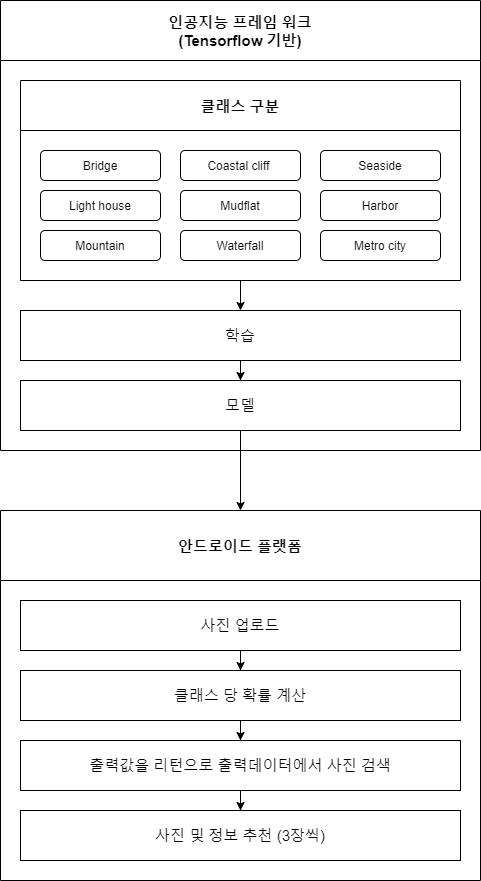 인공지능 프레임 워크
(Tensorflow 기반)
클래스 구분
Bridge
Coastal cliff
Seaside
Light house
Mudflat
Harbor
Mountain
Waterfall
Metro city
학습
모델
안드로이드 플랫폼
사진 업로드
클래스 당 확률 계산
출력값을 리턴으로 출력데이터에서 사진 검색
사진 및 정보 추천 (3장씩)